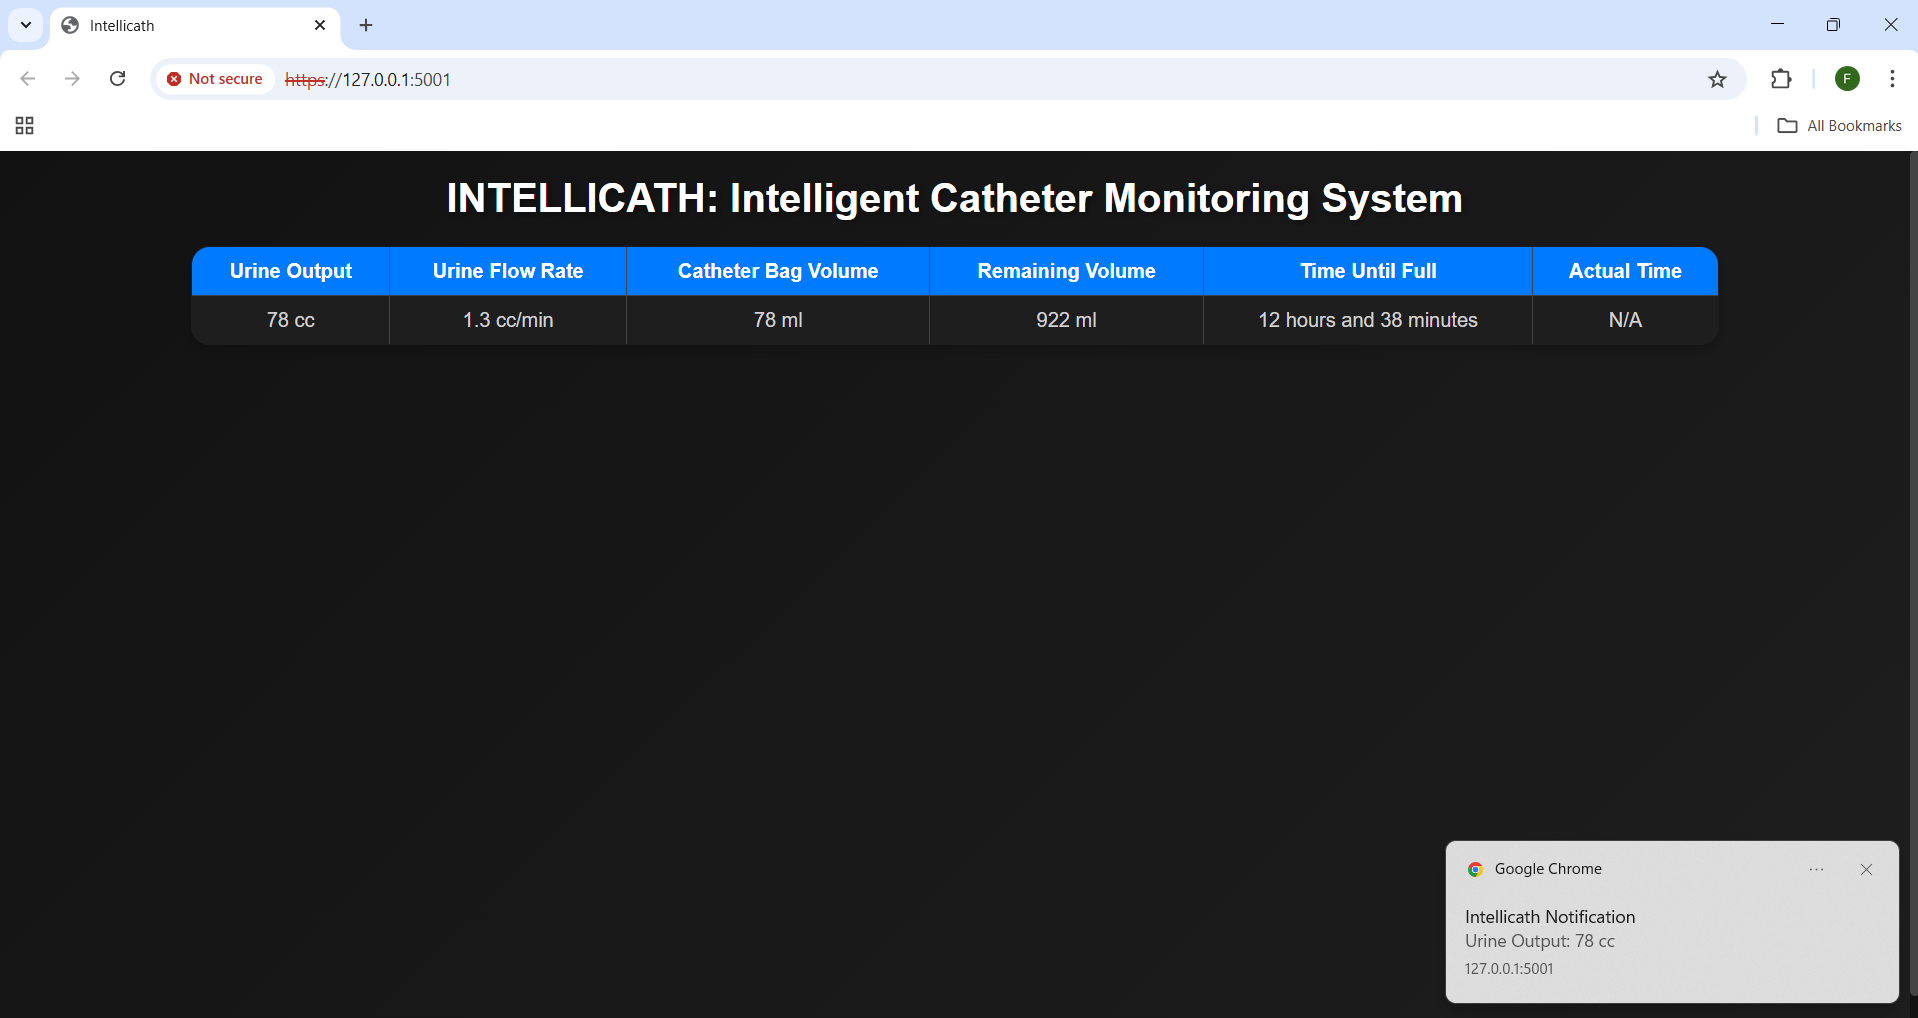 Intellicath
Not secure https://127.0.0.1:5001
All Bookmarks
INTELLICATH: Intelligent Catheter Monitoring System
Urine Output Urine Flow Rate Catheter Bag Volume Remaining Volume Time Until Full Actual Time
78 cc 1.3 cc/min 78 ml 922 ml 12 hours and 38 minutes N/A
Google Chrome
Intellicath Notification
Urine Output: 78 cc
127.0.0.1:5001
F